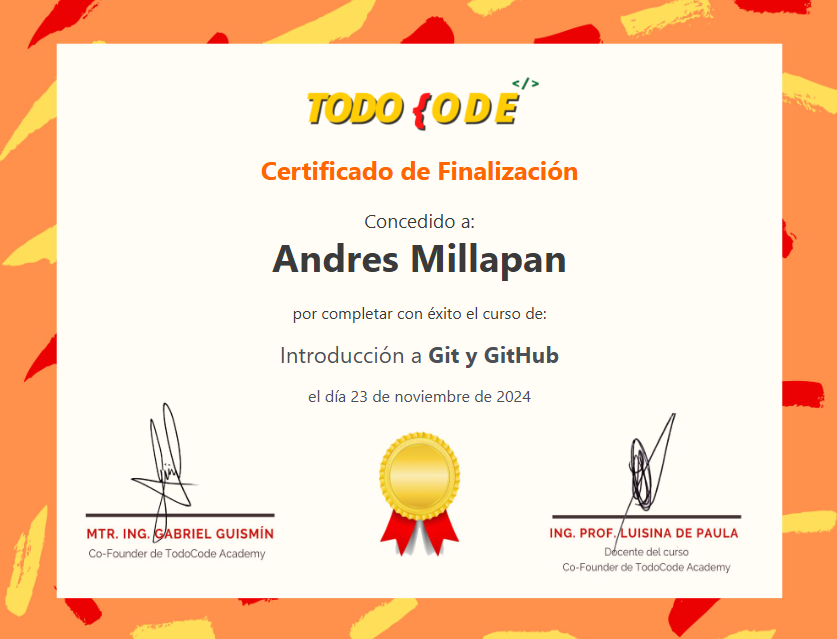 </>
TODO {ODE
Certificado de Finalización
Concedido a:
Andres Millapan
por completar con éxito el curso de:
Introducción a Git y GitHub
el día 23 de noviembre de 2024
MTR. ING. GABRIEL GUISMÍN
Co-Founder de TodoCode Academy
ING. PROF. LUISINA DE PAULA
Docente del curso
Co-Founder de TodoCode Academy